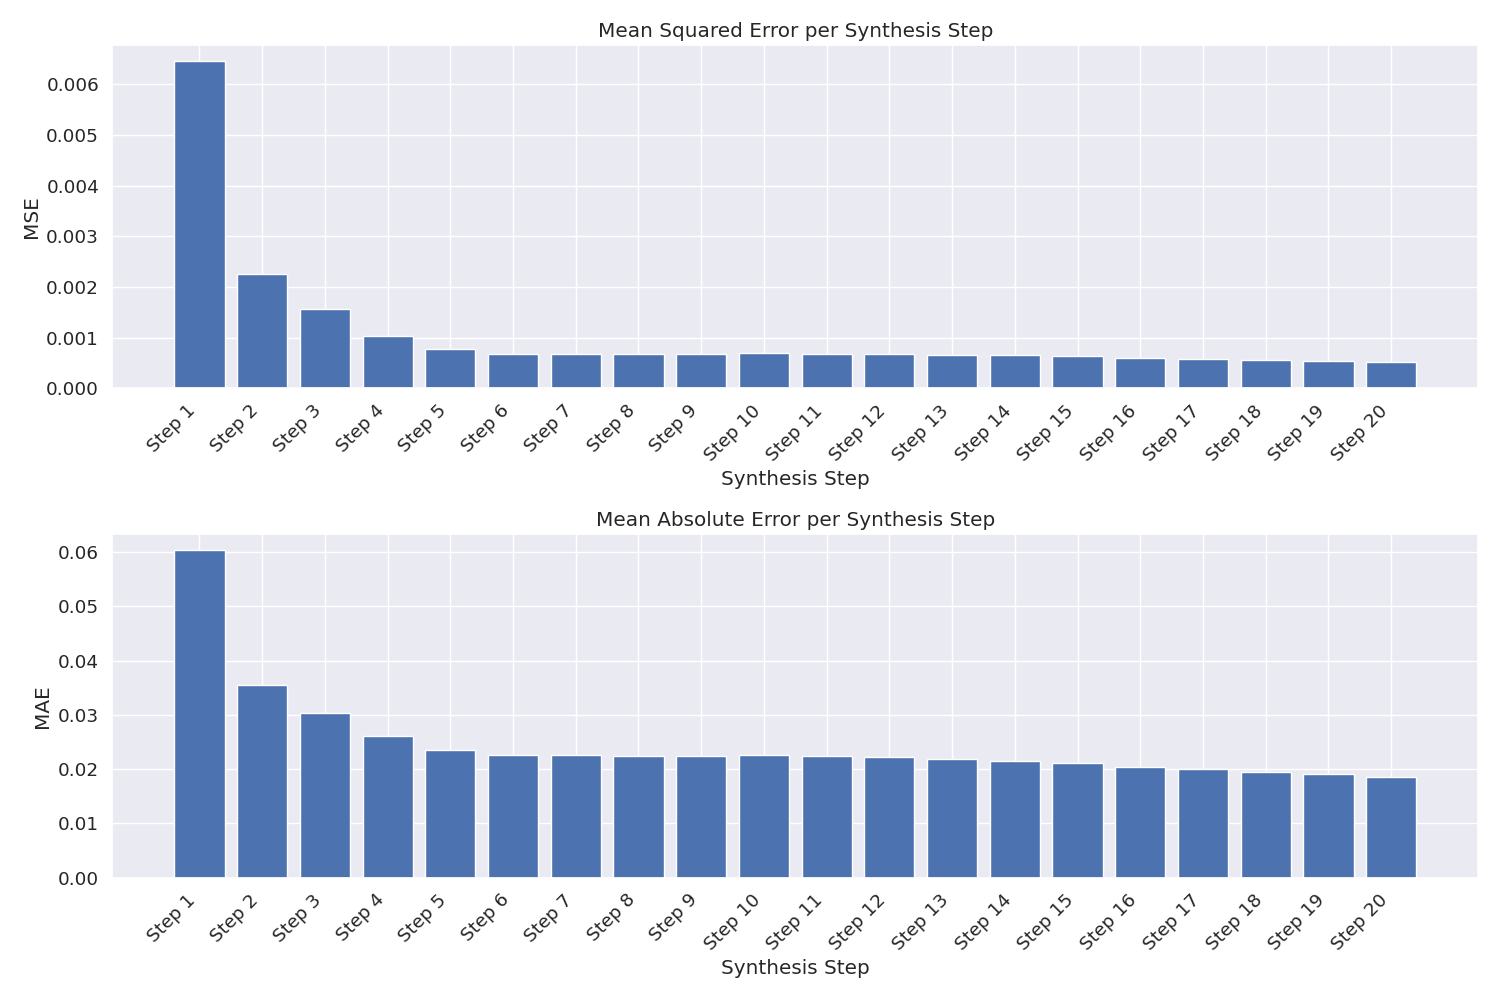 Mean Squared Error per Synthesis Step
MSE
0.006
0.005
0.004
0.003
0.002
0.001
0.000
Step 1
Step 2
Step 3
Step 4
Step 5
Step 6
Step 7
Step 8
Step 9
Step 10
Step 11
Step 12
Step 13
Step 14
Step 15
Step 16
Step 17
Step 18
Step 19
Step 20
Synthesis Step
Mean Absolute Error per Synthesis Step
MAE
0.06
0.05
0.04
0.03
0.02
0.01
0.00
Step 1
Step 2
Step 3
Step 4
Step 5
Step 6
Step 7
Step 8
Step 9
Step 10
Step 11
Step 12
Step 13
Step 14
Step 15
Step 16
Step 17
Step 18
Step 19
Step 20
Synthesis Step